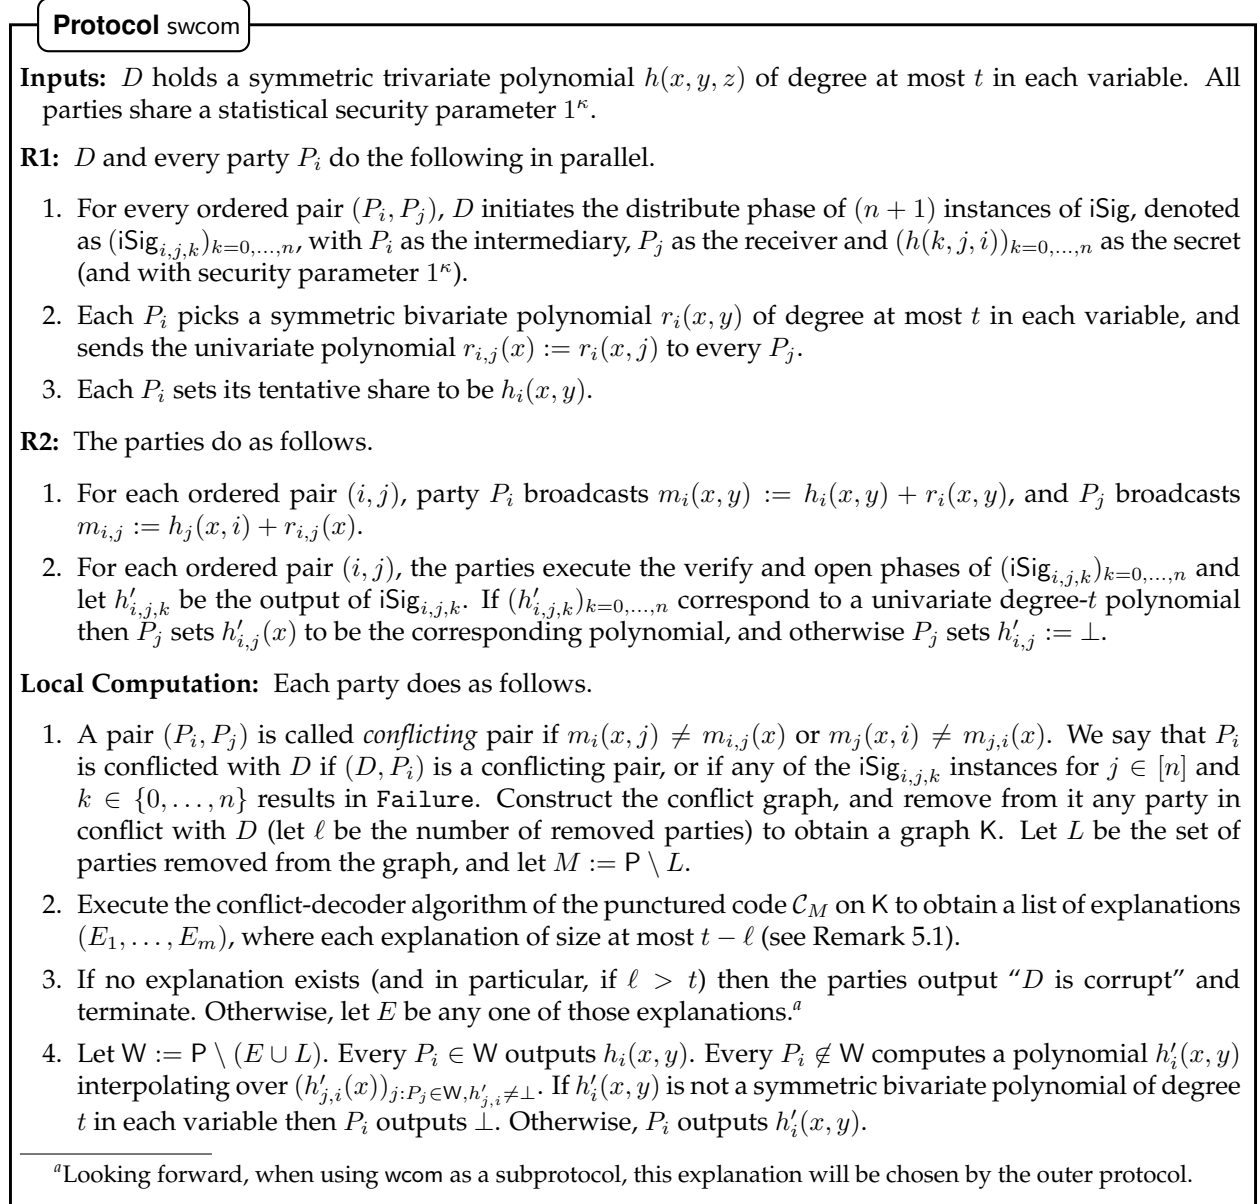 Protocol swcom
Inputs: D holds a symmetric trivariate polynomial h(x, y, z) of degree at most t in each variable. All
parties share a statistical security parameter 1^κ.
R1: D and every party P_i do the following in parallel.
1. For every ordered pair (P_i, P_j), D initiates the distribute phase of (n + 1) instances of iSig, denoted
as (iSig_{i,j,k})_{k=0,...,n}, with P_i as the intermediary, P_j as the receiver and (h(k, j, i))_{k=0,...,n} as the secret
(and with security parameter 1^κ).
2. Each P_i picks a symmetric bivariate polynomial r_i(x, y) of degree at most t in each variable, and
sends the univariate polynomial r_{i,j}(x) := r_i(x, j) to every P_j.
3. Each P_i sets its tentative share to be h_i(x, y).
R2: The parties do as follows.
1. For each ordered pair (i, j), party P_i broadcasts m_i(x, y) := h_i(x, y) + r_i(x, y), and P_j broadcasts
m_{i,j} := h_j(x, i) + r_{i,j}(x).
2. For each ordered pair (i, j), the parties execute the verify and open phases of (iSig_{i,j,k})_{k=0,...,n} and
let h'_{i,j,k} be the output of iSig_{i,j,k}. If (h'_{i,j,k})_{k=0,...,n} correspond to a univariate degree-t polynomial
then P_j sets h'_{i,j}(x) to be the corresponding polynomial, and otherwise P_j sets h'_{i,j} := ⊥.
Local Computation: Each party does as follows.
1. A pair (P_i, P_j) is called conflicting pair if m_i(x, j) ≠ m_{i,j}(x) or m_j(x, i) ≠ m_{j,i}(x). We say that P_i
is conflicted with D if (D, P_i) is a conflicting pair, or if any of the iSig_{i,j,k} instances for j ∈ [n] and
k ∈ {0, . . . , n} results in Failure. Construct the conflict graph, and remove from it any party in
conflict with D (let ℓ be the number of removed parties) to obtain a graph K. Let L be the set of
parties removed from the graph, and let M := P \ L.
2. Execute the conflict-decoder algorithm of the punctured code C_M on K to obtain a list of explanations
(E_1, . . . , E_m), where each explanation of size at most t − ℓ (see Remark 5.1).
3. If no explanation exists (and in particular, if ℓ > t) then the parties output “D is corrupt” and
terminate. Otherwise, let E be any one of those explanations.^a
4. Let W := P \ (E ∪ L). Every P_i ∈ W outputs h_i(x, y). Every P_i ∉ W computes a polynomial h'_i(x, y)
interpolating over (h'_{j,i}(x))_{j:P_j∈W,h'_{j,i}≠⊥}. If h'_i(x, y) is not a symmetric bivariate polynomial of degree
t in each variable then P_i outputs ⊥. Otherwise, P_i outputs h'_i(x, y).
^a Looking forward, when using wcom as a subprotocol, this explanation will be chosen by the outer protocol.